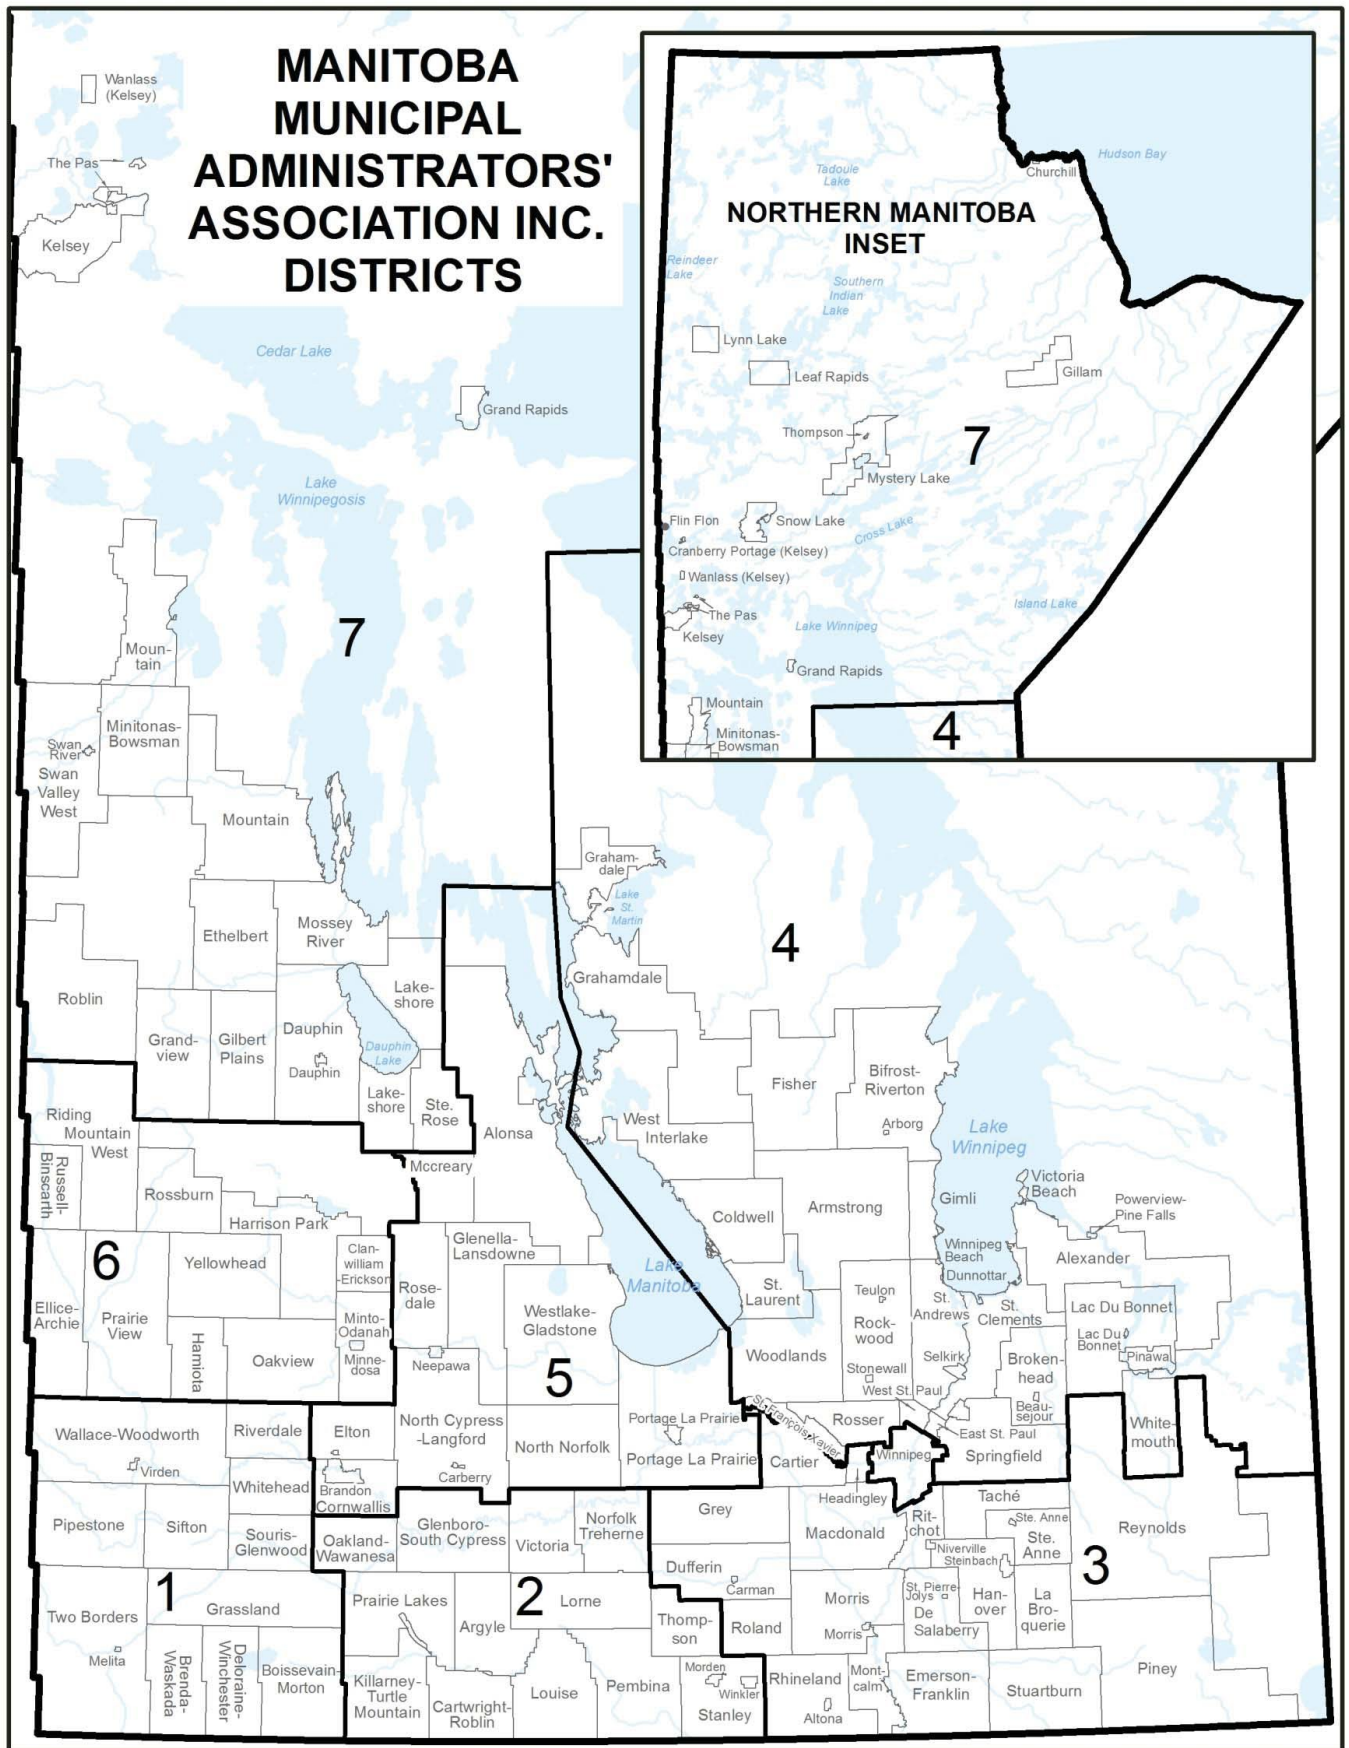 MANITOBA
MUNICIPAL
ADMINISTRATORS'
ASSOCIATION INC.
DISTRICTS
Wanlass
(Kelsey)
The Pas
Kelsey
Cedar Lake
Grand Rapids
Lake
Winnipegosis
7
Moun-
tain
Minitonas-
Bowsman
Swan
River
Swan
Valley
West
Mountain
Ethelbert
Mossey
River
Lake-
shore
Roblin
Grand-
view
Gilbert
Plains
Dauphin
Dauphin
Dauphin
Lake
Lake-
shore
Ste.
Rose
NORTHERN MANITOBA
INSET
Hudson Bay
Churchill
Tadoule
Lake
Reindeer
Lake
Southern
Indian
Lake
Lynn Lake
Leaf Rapids
Gillam
Thompson
7
Mystery Lake
Flin Flon
Snow Lake
Cross Lake
Cranberry Portage (Kelsey)
Wanlass (Kelsey)
The Pas
Kelsey
Island Lake
Lake Winnipeg
Grand Rapids
Mountain
Minitonas-
Bowsman
4
Graham-
dale
Lake
St.
Martin
4
Grahamdale
Fisher
Bifrost-
Riverton
Arborg
West
Interlake
Lake
Winnipeg
Armstrong
Gimli
Coldwell
Victoria
Beach
Powerview-
Pine Falls
Alexander
Winnipeg
Beach
Dunnottar
St.
Laurent
Teulon
Rock-
wood
St.
Andrews
St.
Clements
Lac Du Bonnet
Lac Du
Bonnet
Pinawa
Woodlands
Stonewall
Selkirk
Broken-
head
Beau-
sejour
West St. Paul
East St. Paul
Springfield
Rosser
St. François Xavier
Cartier
Winnipeg
Headingley
White-
mouth
Riding
Mountain
West
Russell-
Binscarth
Rossburn
Harrison Park
6
Yellowhead
Clan-
william
-Erickson
Ellice-
Archie
Prairie
View
Hamiota
Oakview
Minto-
Odanah
Minne-
dosa
Alonsa
Mccreary
Glenella-
Lansdowne
Rose-
dale
Lake
Manitoba
Westlake-
Gladstone
Neepawa
5
North Cypress
-Langford
North Norfolk
Carberry
Portage La Prairie
Portage La Prairie
Elton
Brandon
Cornwallis
Wallace-Woodworth
Virden
Riverdale
Whitehead
Pipestone
Sifton
Souris-
Glenwood
1
Two Borders
Melita
Grassland
Brenda-
Waskada
Deloraine-
Winchester
Boissevain-
Morton
Oakland-
Wawanesa
Glenboro-
South Cypress
Victoria
Norfolk
Treherne
Prairie Lakes
2
Argyle
Lorne
Thomp-
son
Killarney-
Turtle
Mountain
Cartwright-
Roblin
Louise
Pembina
Morden
Winkler
Stanley
Grey
Dufferin
Carman
Roland
Macdonald
Rit-
chot
Taché
Ste. Anne
Ste.
Anne
Niverville
Steinbach
Reynolds
3
Morris
Morris
St. Pierre-
Jolys
De
Salaberry
Han-
over
La
Bro-
querie
Rhineland
Altona
Mont-
calm
Emerson-
Franklin
Stuartburn
Piney